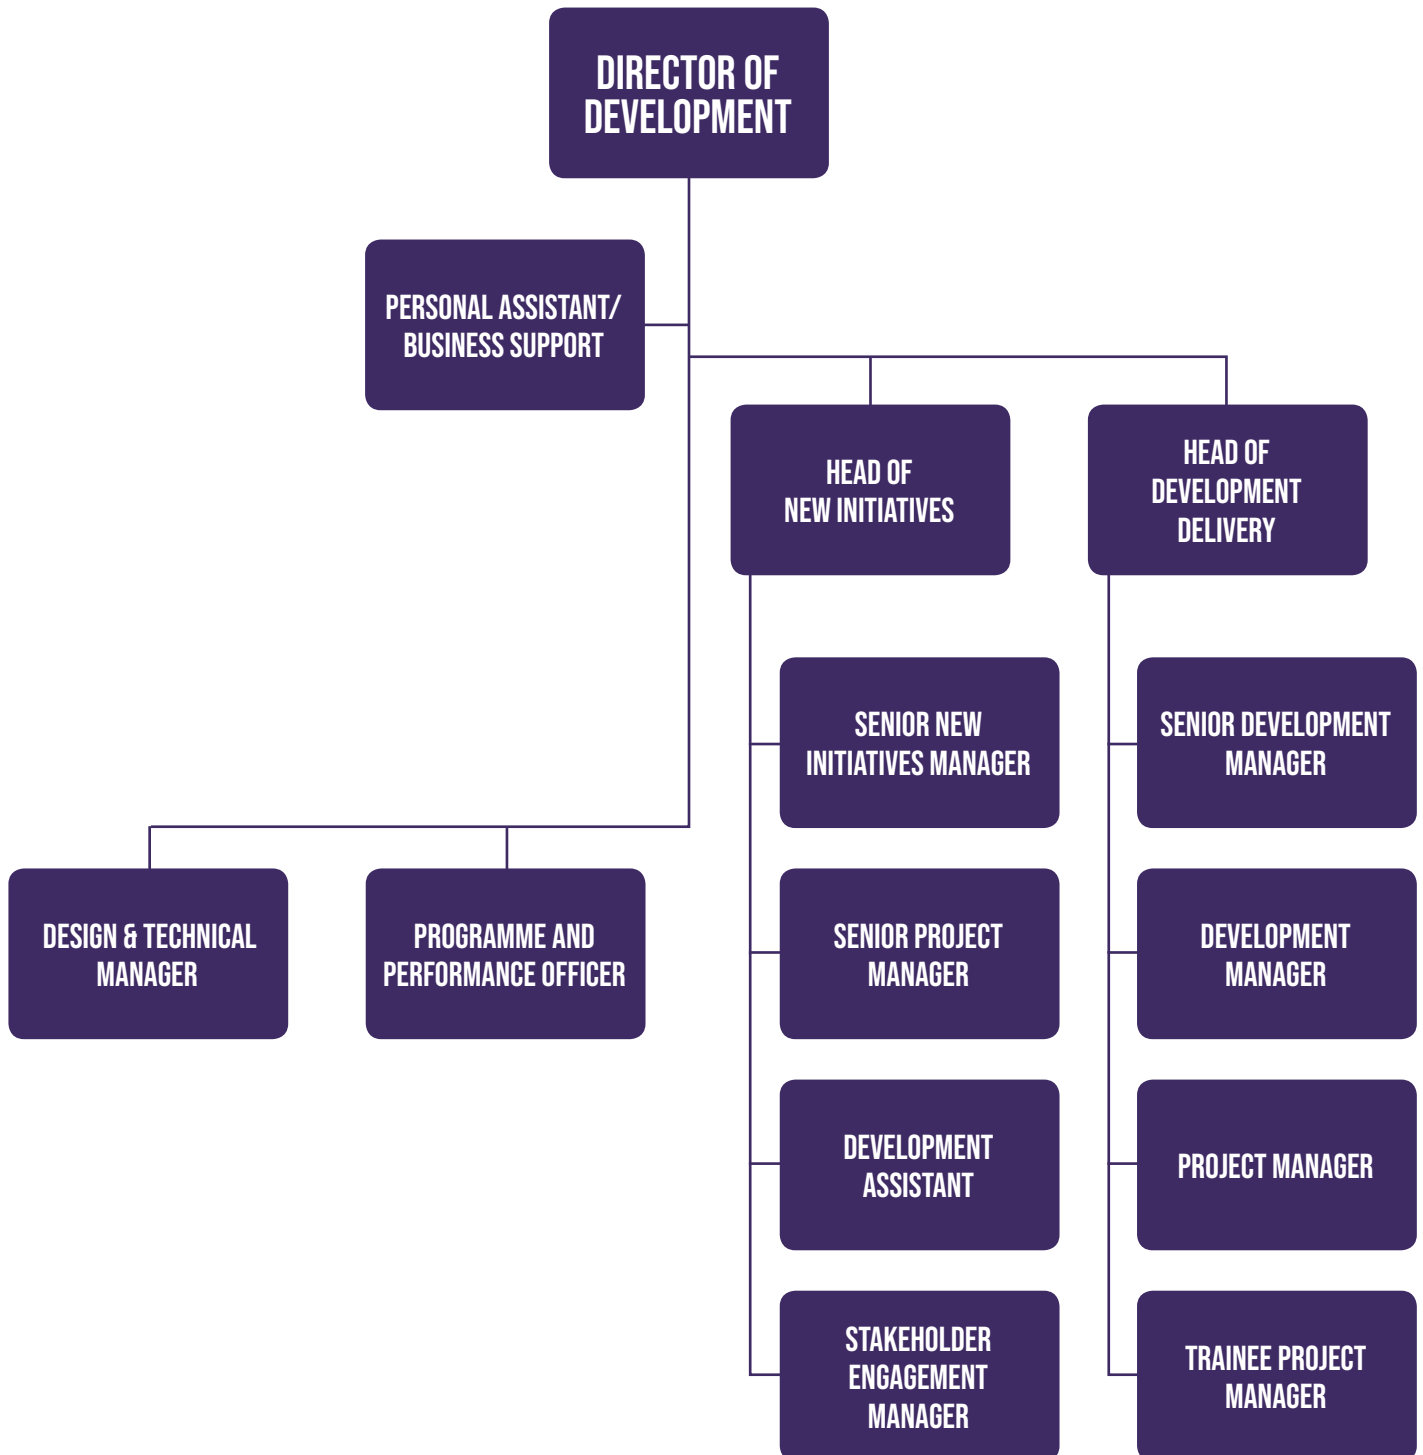 DIRECTOR OF
DEVELOPMENT
PERSONAL ASSISTANT/
BUSINESS SUPPORT
HEAD OF
NEW INITIATIVES
HEAD OF
DEVELOPMENT
DELIVERY
SENIOR NEW
INITIATIVES MANAGER
SENIOR DEVELOPMENT
MANAGER
DESIGN & TECHNICAL
MANAGER
PROGRAMME AND
PERFORMANCE OFFICER
SENIOR PROJECT
MANAGER
DEVELOPMENT
MANAGER
DEVELOPMENT
ASSISTANT
PROJECT MANAGER
STAKEHOLDER
ENGAGEMENT
MANAGER
TRAINEE PROJECT
MANAGER